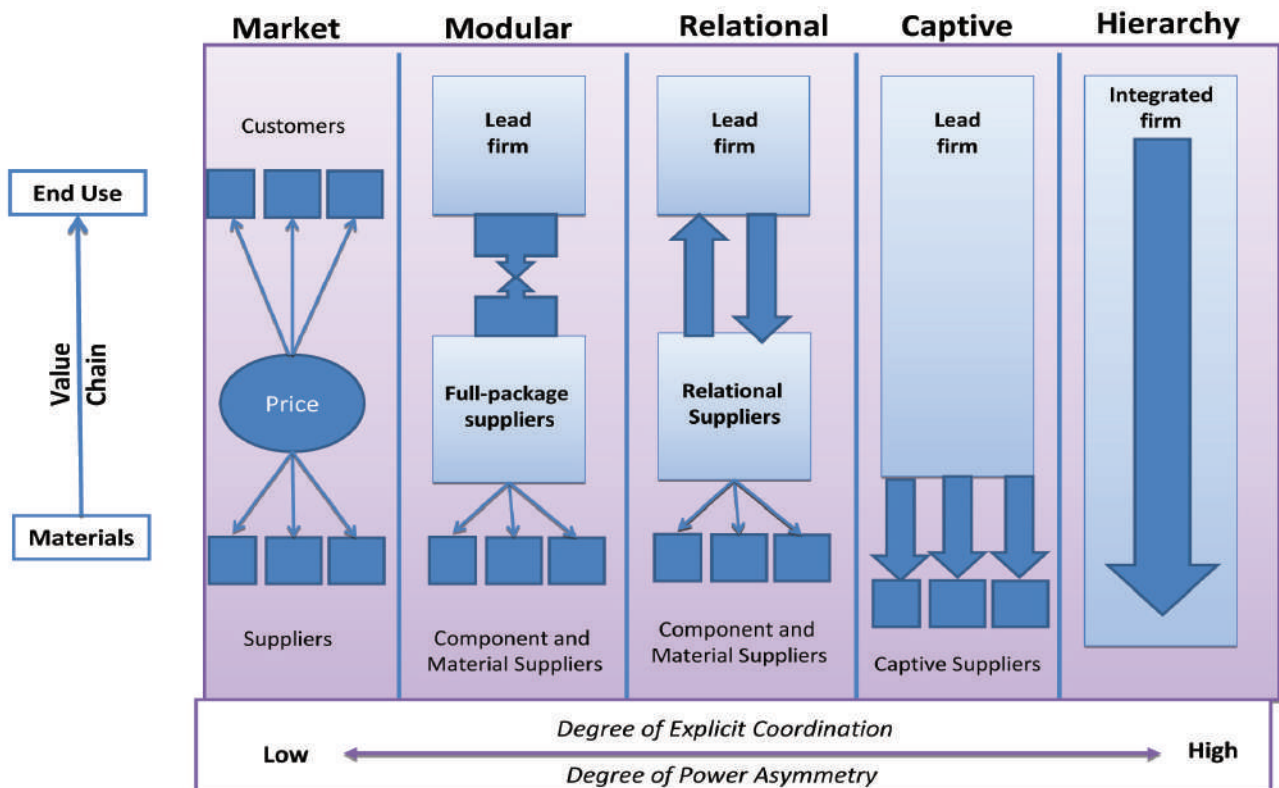 Market
Modular
Relational
Captive
Hierarchy
Customers
Lead
firm
Lead
firm
Lead
firm
Integrated
firm
End Use
Value
Chain
Price
Full-package
suppliers
Relational
Suppliers
Materials
Suppliers
Component and
Material Suppliers
Component and
Material Suppliers
Captive Suppliers
Degree of Explicit Coordination
Low
High
Degree of Power Asymmetry